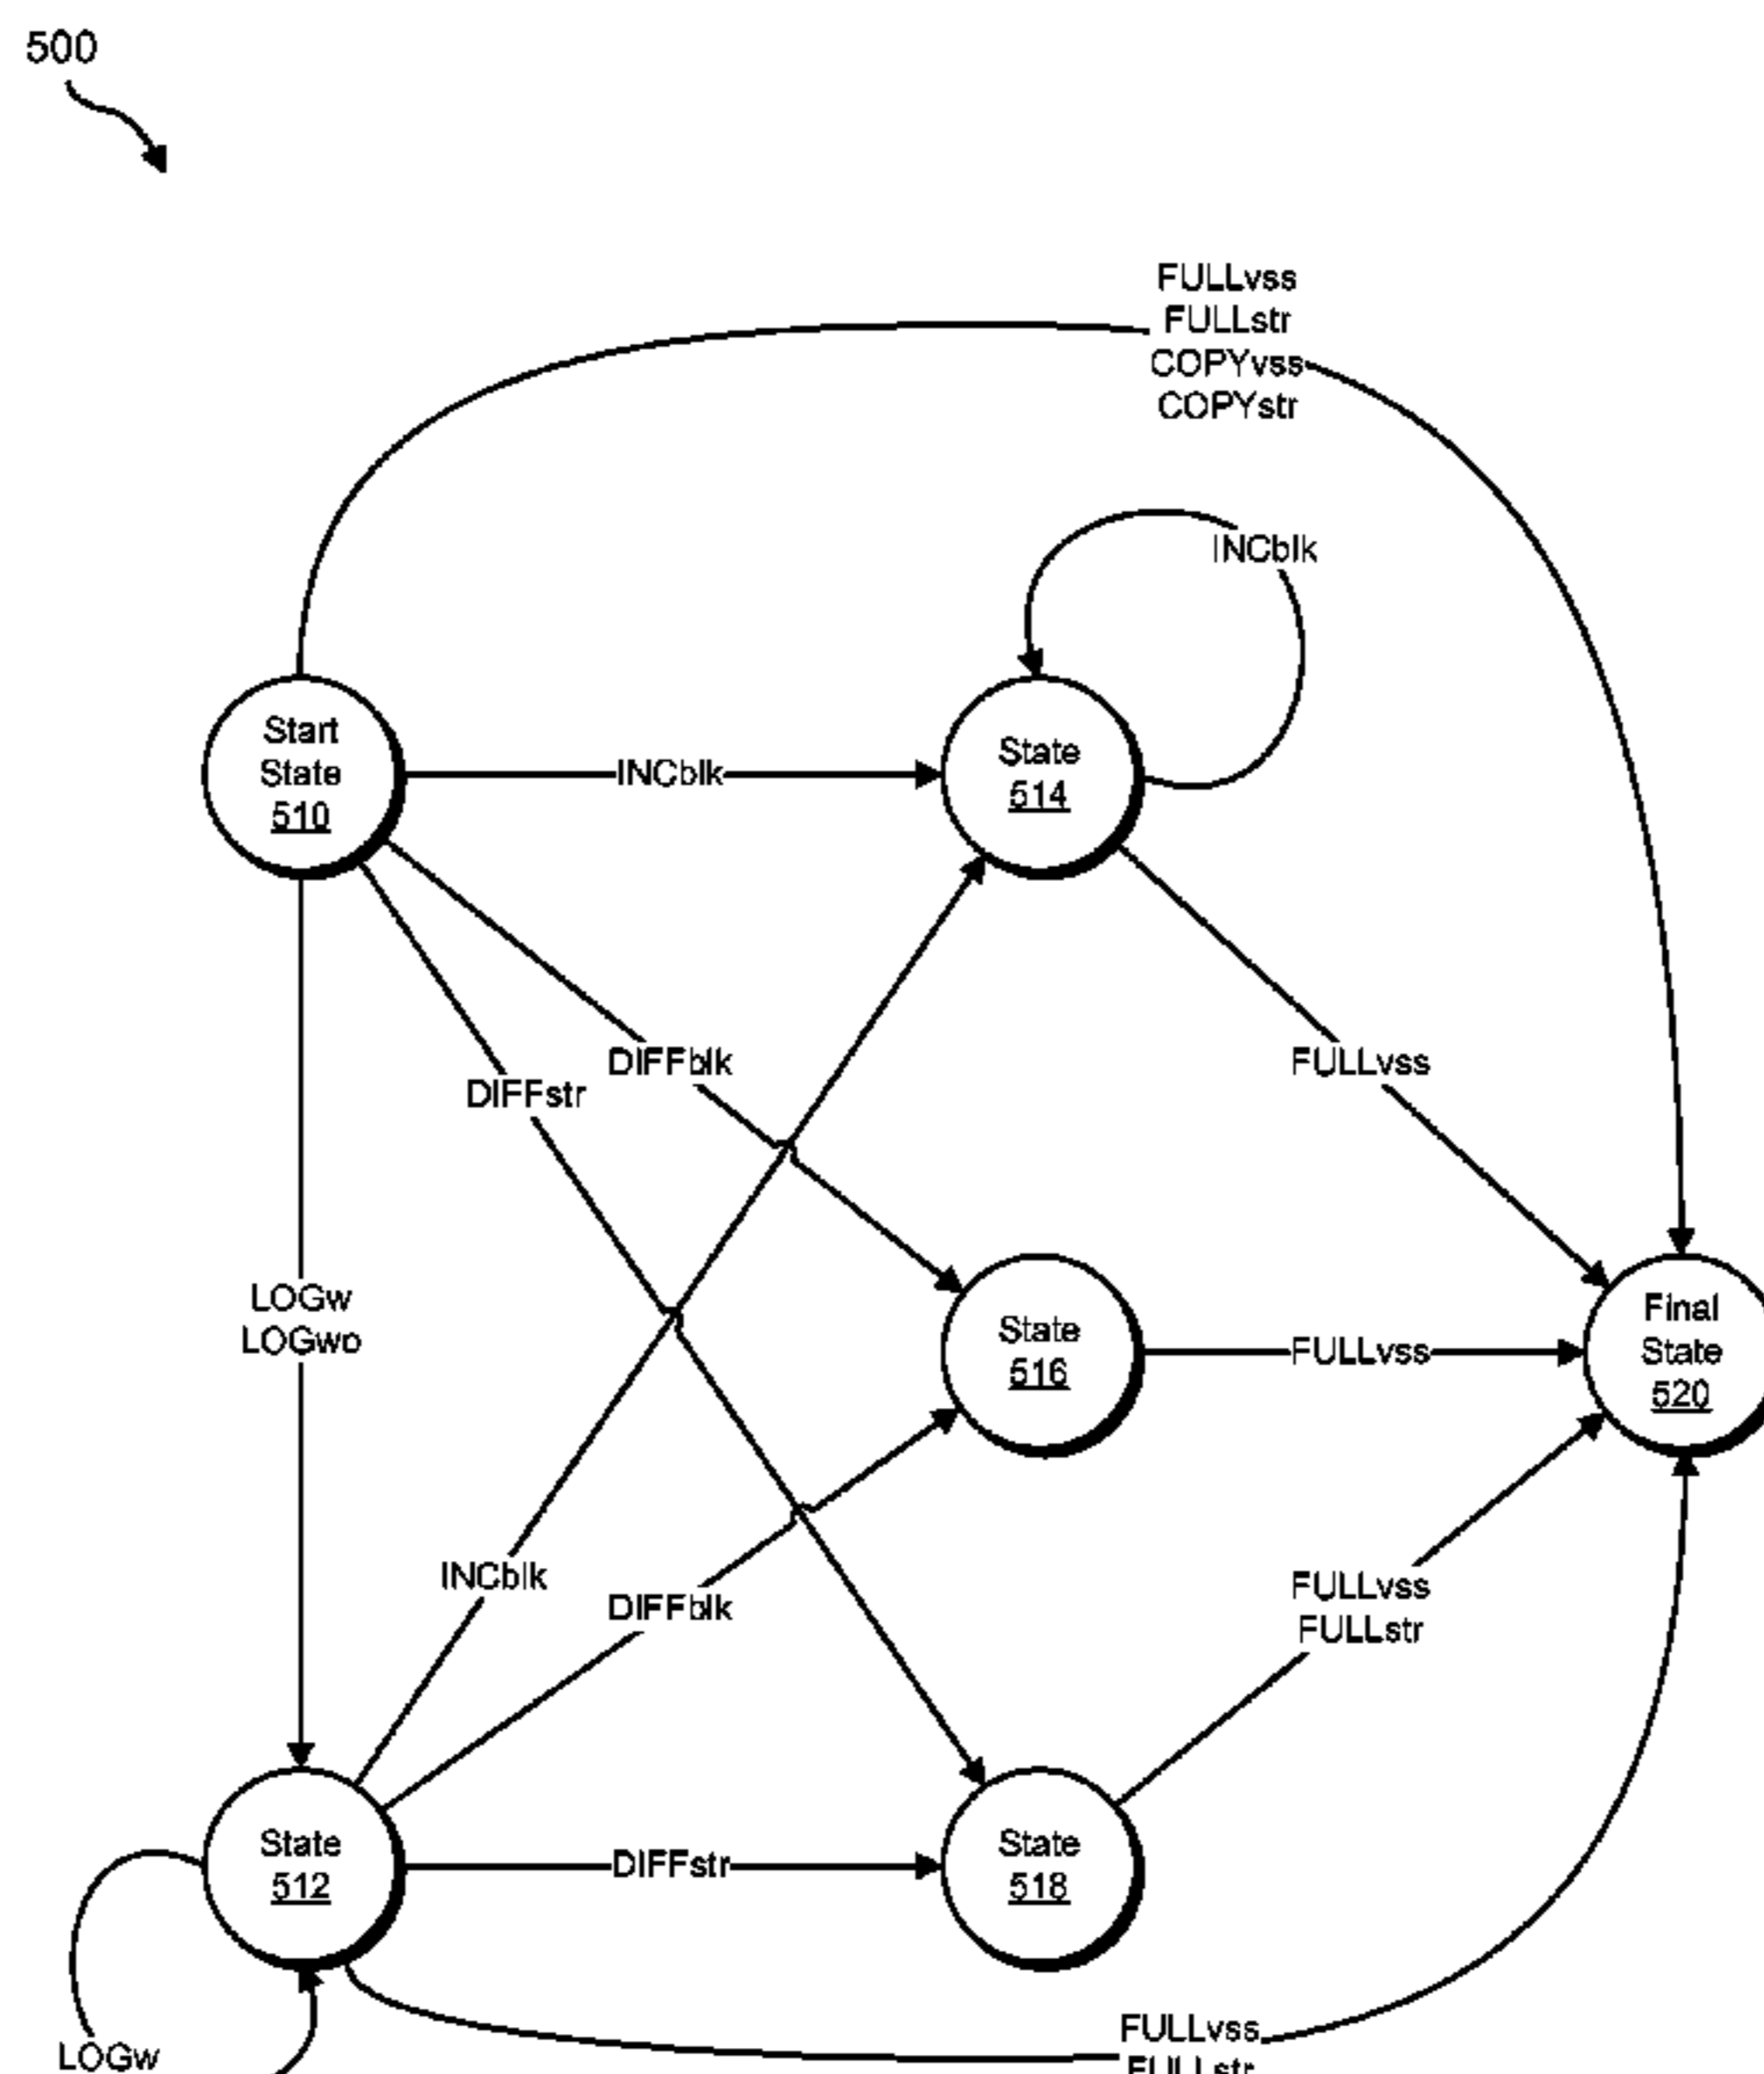 500
FULLvss
FULLstr
COPYvss
COPYstr
INCblk
Start
State
510
INCblk
State
514
DIFFblk
DIFFstr
FULLvss
LOGw
LOGwo
State
516
FULLvss
Final
State
520
INCblk
DIFFblk
FULLvss
FULLstr
State
512
DIFFstr
State
518
LOGw
FULLvss
FULLstr